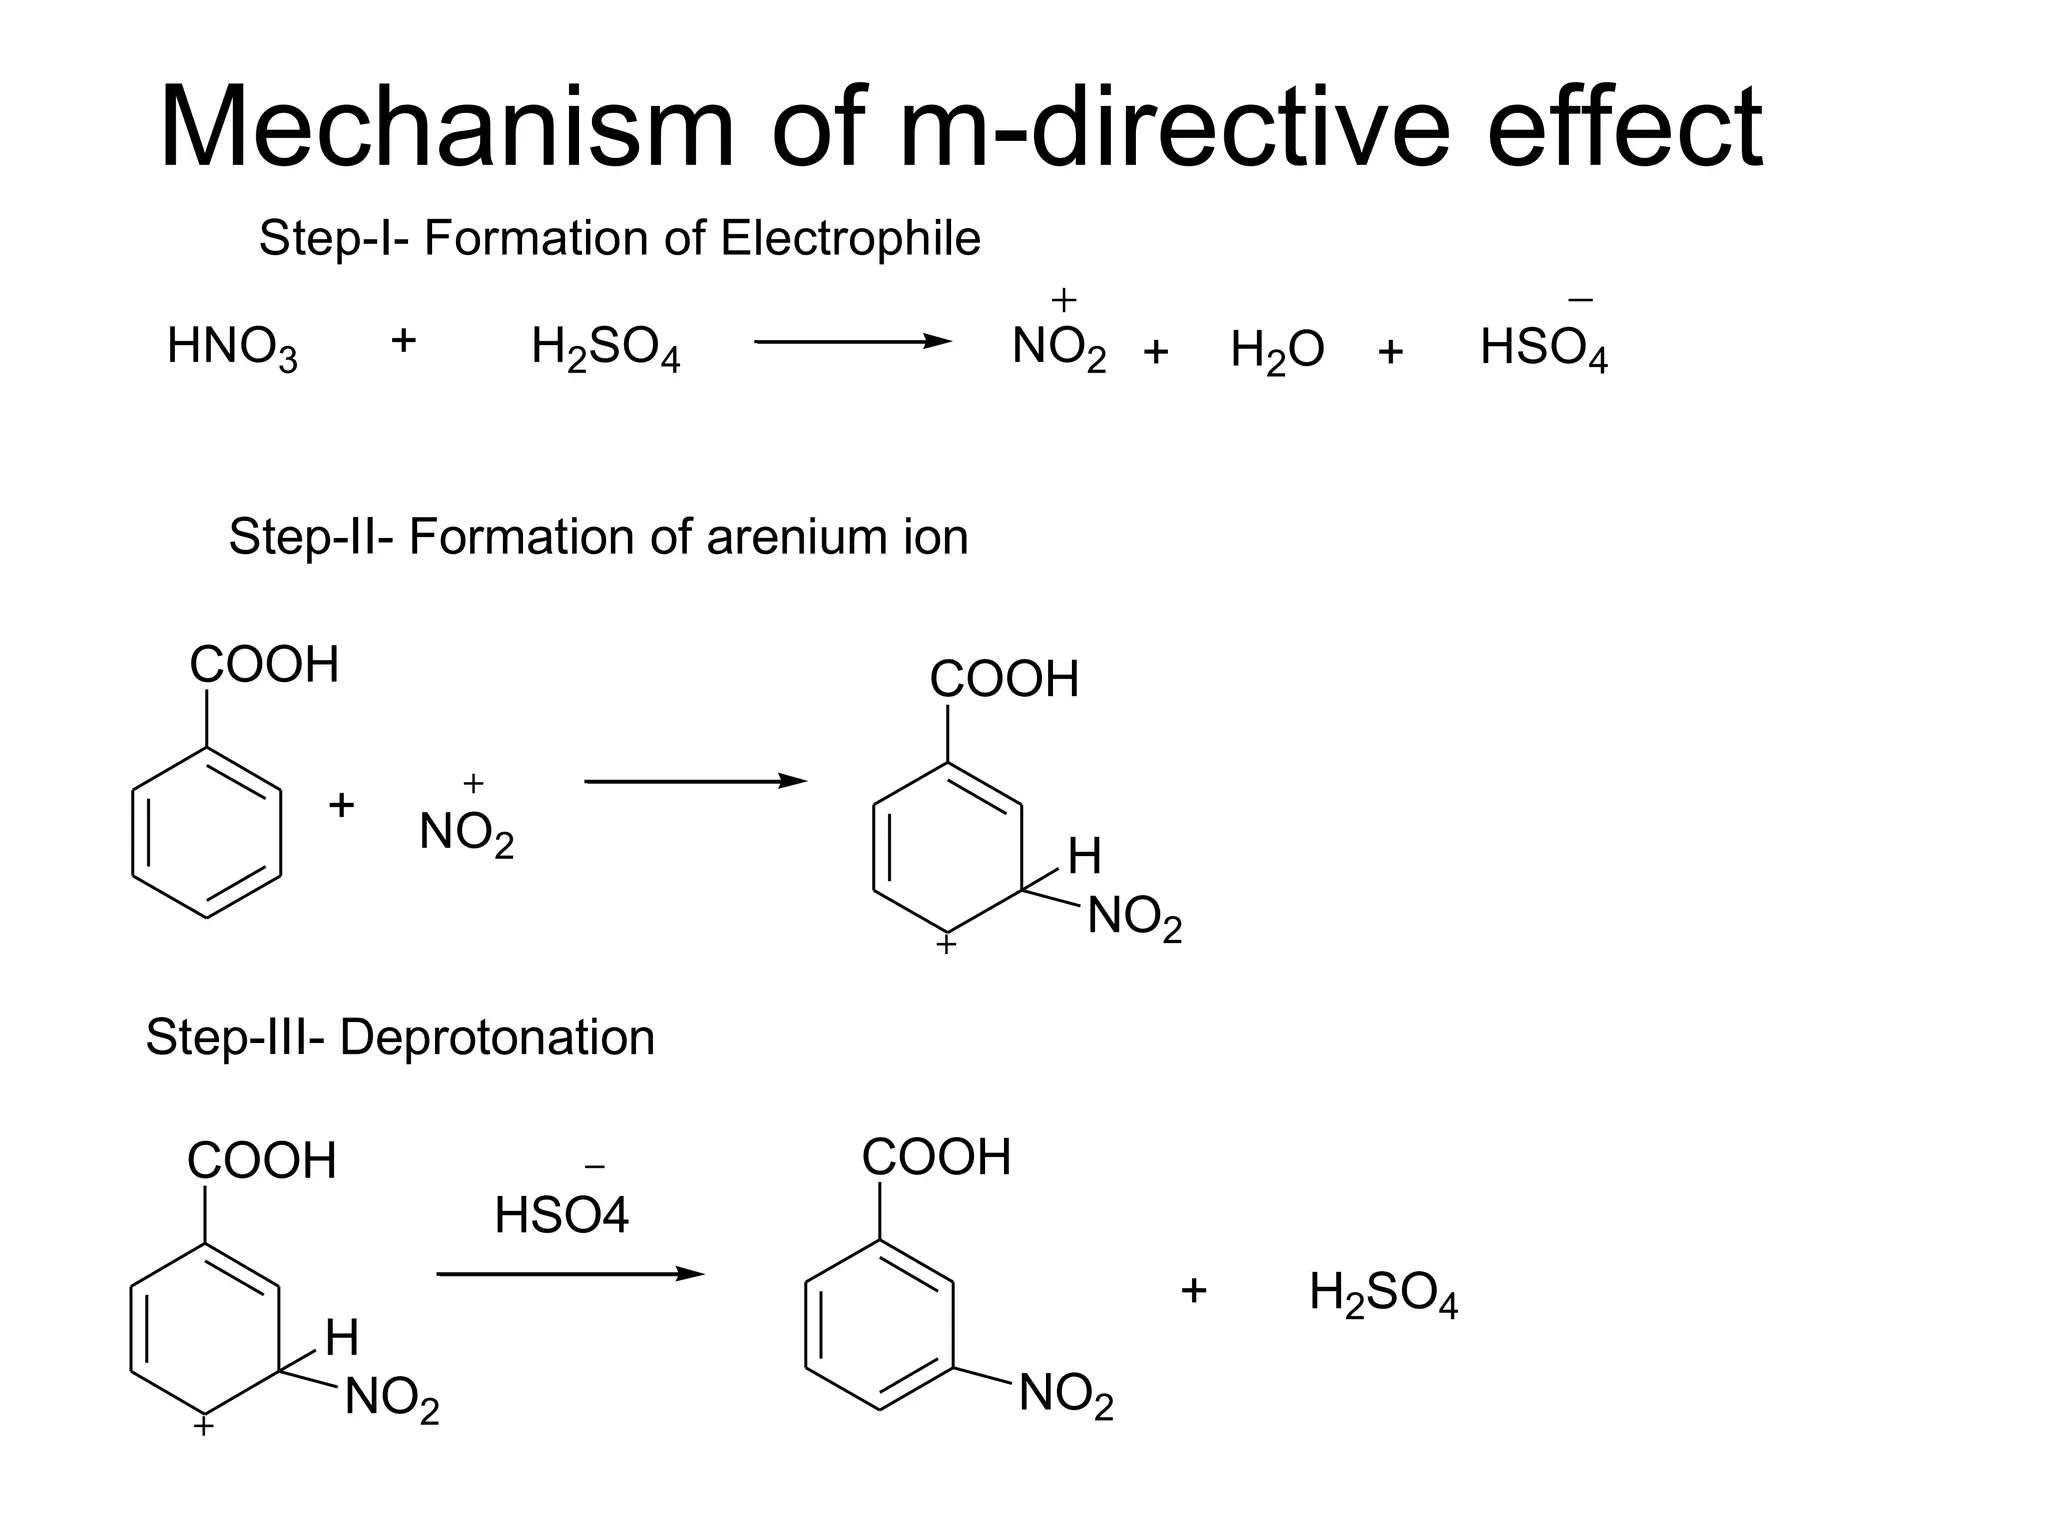 Mechanism of m-directive effect
Step-I- Formation of Electrophile
HNO₃ + H₂SO₄ → NO₂⁺ + H₂O + HSO₄⁻
Step-II- Formation of arenium ion
COOH
COOH
+ NO₂⁺ →
H
NO₂
+
Step-III- Deprotonation
COOH
COOH
HSO4⁻
→
+ H₂SO₄
H
NO₂
NO₂
+